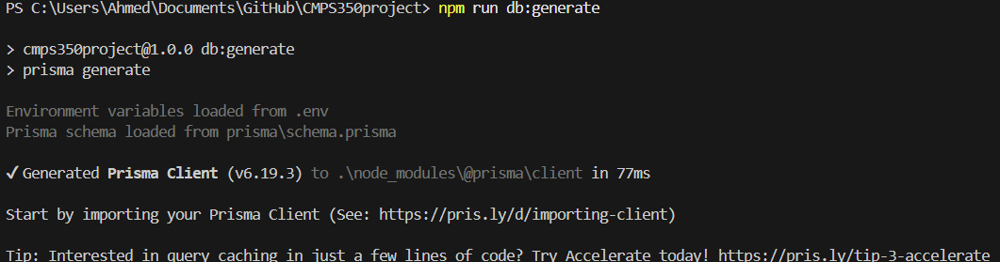 PS C:\Users\Ahmed\Documents\GitHub\CMPS350project> npm run db:generate
> cmps350project@1.0.0 db:generate
> prisma generate
Environment variables loaded from .env
Prisma schema loaded from prisma\schema.prisma
✔ Generated Prisma Client (v6.19.3) to .\node_modules\@prisma\client in 77ms
Start by importing your Prisma Client (See: https://pris.ly/d/importing-client)
Tip: Interested in query caching in just a few lines of code? Try Accelerate today! https://pris.ly/tip-3-accelerate